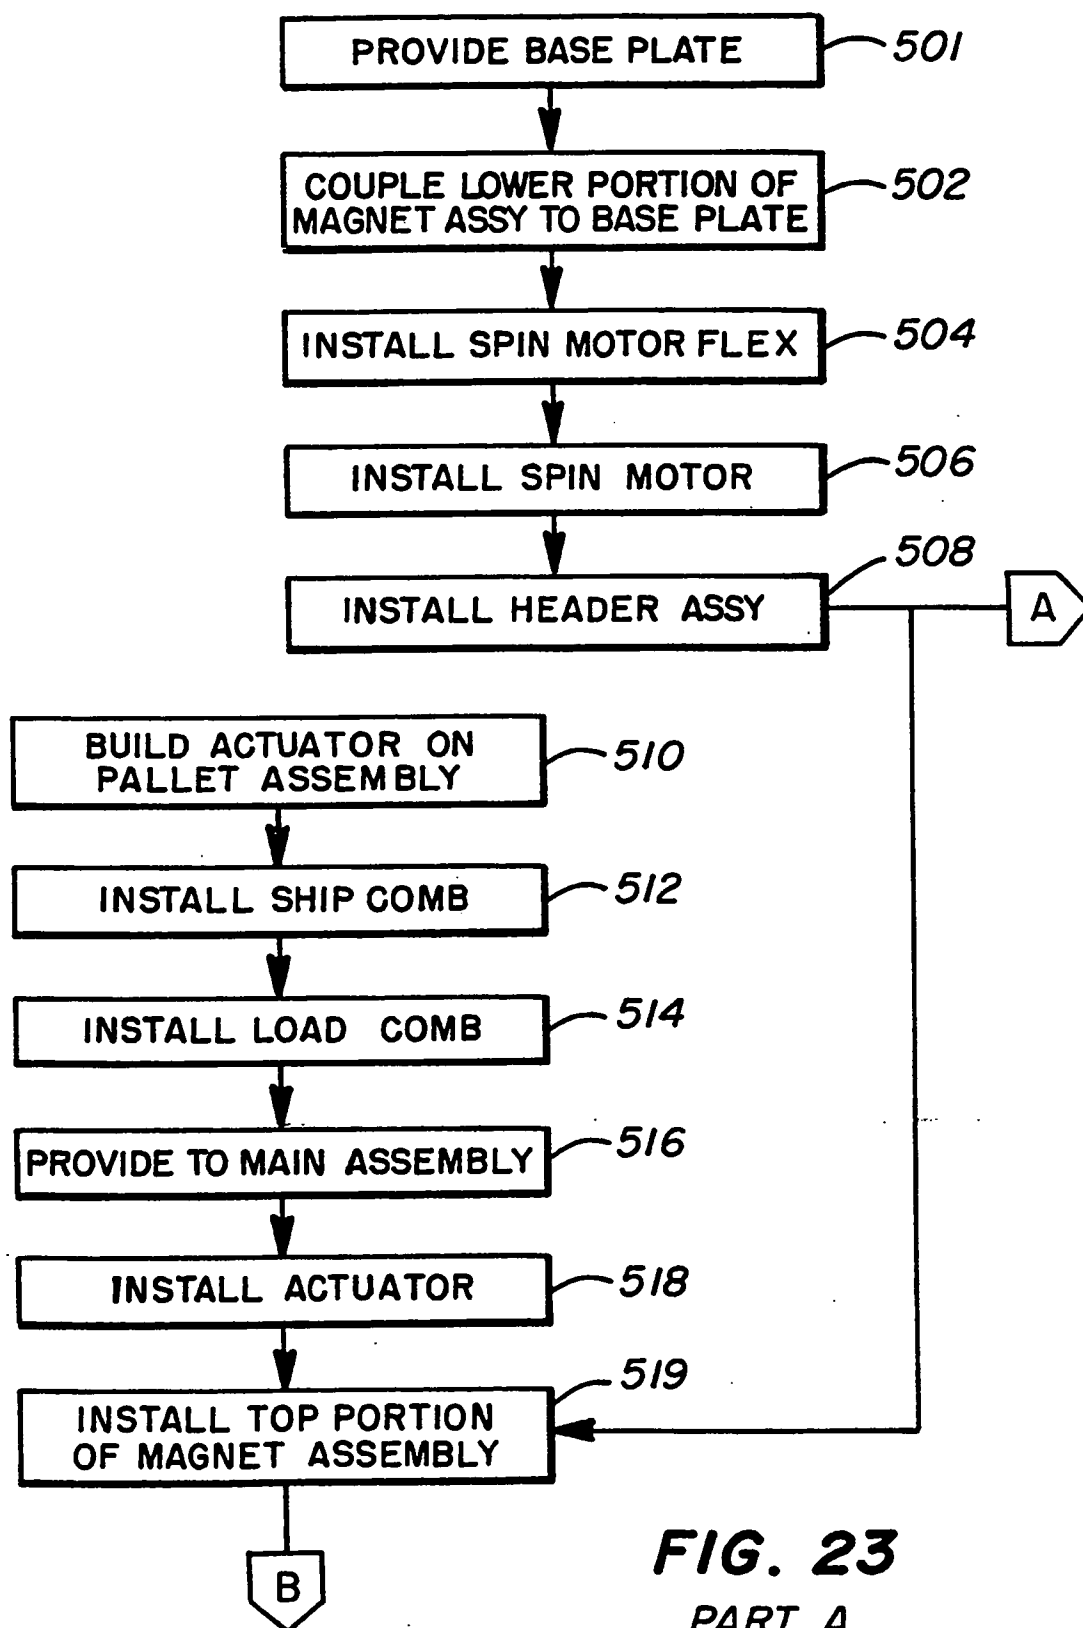 PROVIDE BASE PLATE
501
COUPLE LOWER PORTION OF
MAGNET ASSY TO BASE PLATE
502
INSTALL SPIN MOTOR FLEX
504
INSTALL SPIN MOTOR
506
INSTALL HEADER ASSY
508
A
BUILD ACTUATOR ON
PALLET ASSEMBLY
510
INSTALL SHIP COMB
512
INSTALL LOAD COMB
514
PROVIDE TO MAIN ASSEMBLY
516
INSTALL ACTUATOR
518
INSTALL TOP PORTION
OF MAGNET ASSEMBLY
519
B
FIG. 23
PART A